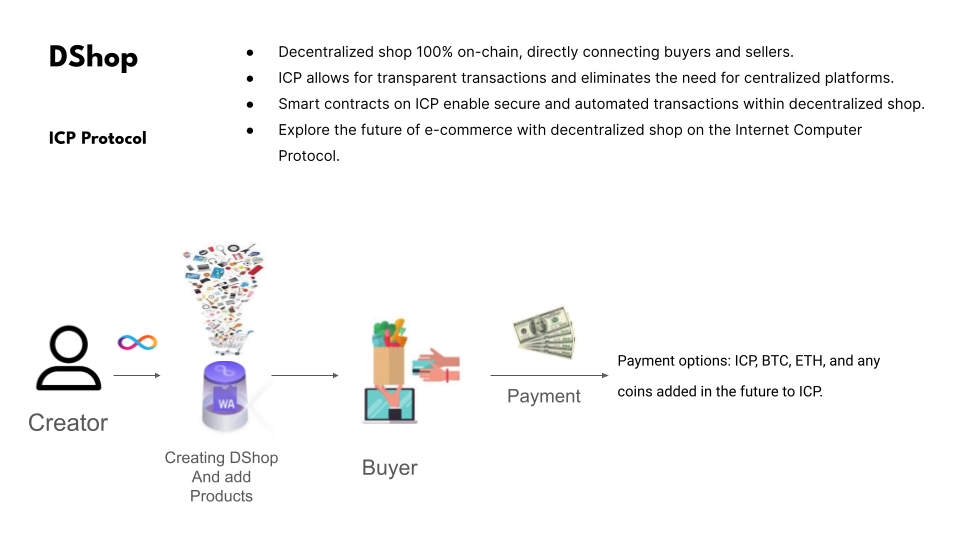 DShop
ICP Protocol
● Decentralized shop 100% on-chain, directly connecting buyers and sellers.
● ICP allows for transparent transactions and eliminates the need for centralized platforms.
● Smart contracts on ICP enable secure and automated transactions within decentralized shop.
● Explore the future of e-commerce with decentralized shop on the Internet Computer
Protocol.
Creator
WA
Creating DShop
And add
Products
Buyer
Payment
Payment options: ICP, BTC, ETH, and any
coins added in the future to ICP.